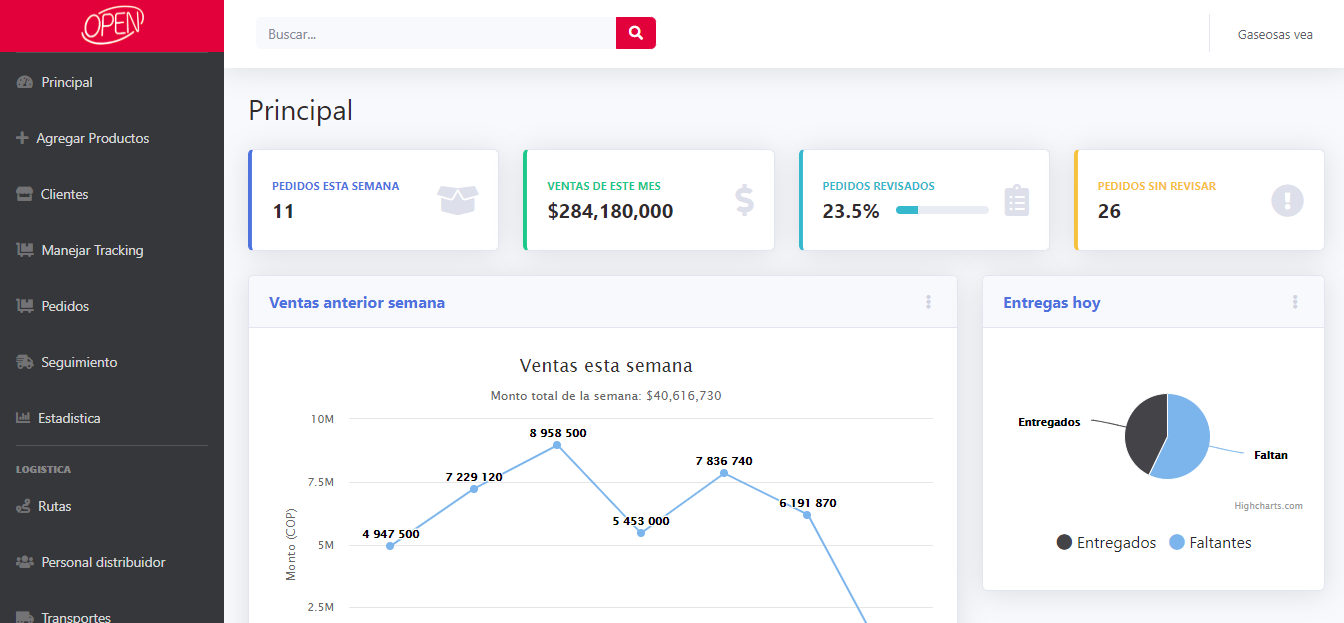 OPEN
Buscar...
Gaseosas vea
Principal
Agregar Productos
Clientes
Manejar Tracking
Pedidos
Seguimiento
Estadistica
LOGISTICA
Rutas
Personal distribuidor
Transportes
Principal
PEDIDOS ESTA SEMANA
11
VENTAS DE ESTE MES
$284,180,000
PEDIDOS REVISADOS
23.5%
PEDIDOS SIN REVISAR
26
Ventas anterior semana
Ventas esta semana
Monto total de la semana: $40,616,730
Monto (COP)
10M
7.5M
5M
2.5M
4 947 500
7 229 120
8 958 500
5 453 000
7 836 740
6 191 870
Entregas hoy
Entregados
Faltan
Highcharts.com
Entregados
Faltantes